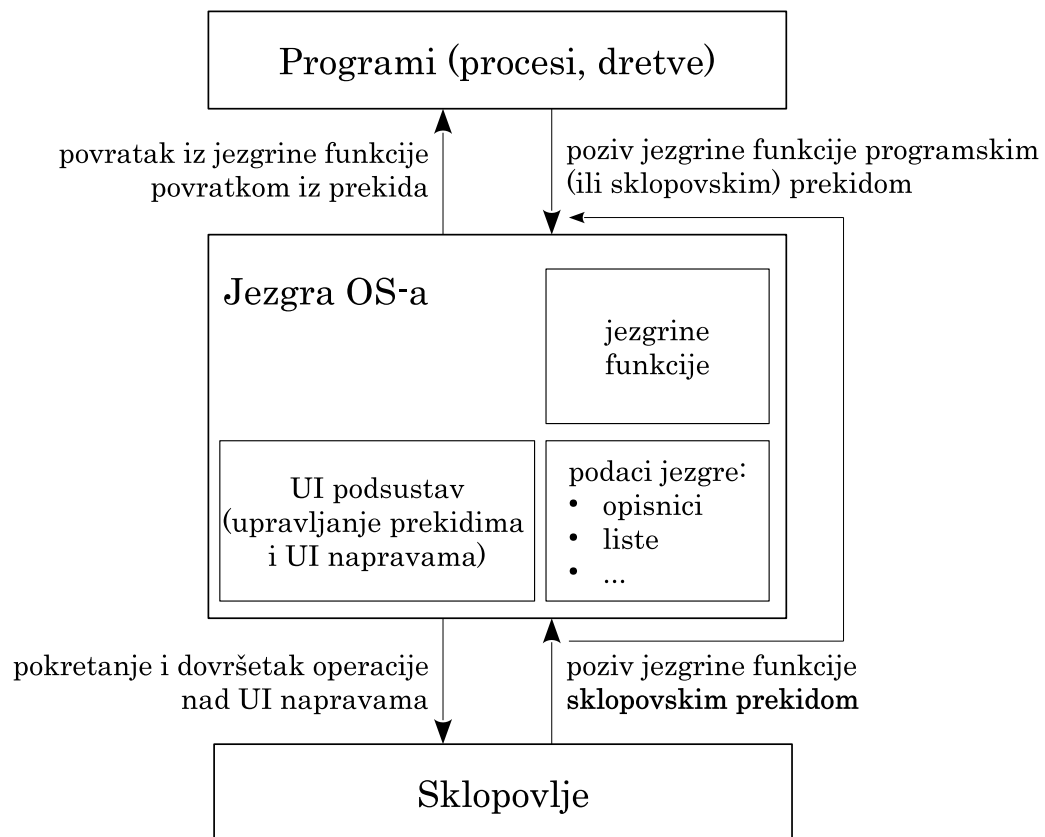 Programi (procesi, dretve)
povratak iz jezgrine funkcije
povratkom iz prekida
poziv jezgrine funkcije programskim
(ili sklopovskim) prekidom
Jezgra OS-a
jezgrine
funkcije
UI podsustav
(upravljanje prekidima
i UI napravama)
podaci jezgre:
• opisnici
• liste
• ...
pokretanje i dovršetak operacije
nad UI napravama
poziv jezgrine funkcije
sklopovskim prekidom
Sklopovlje